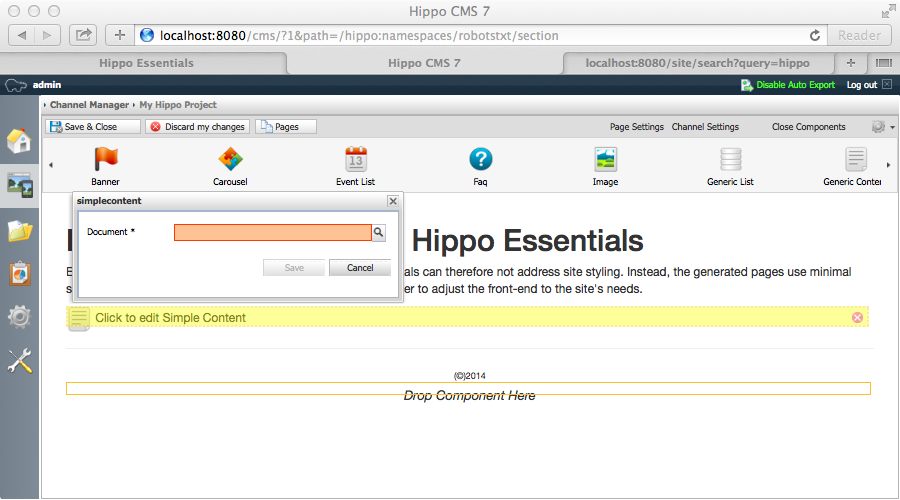 Hippo CMS 7
localhost:8080/cms/?1&path=/hippo:namespaces/robotstxt/section
Reader
Hippo Essentials
Hippo CMS 7
localhost:8080/site/search?query=hippo
admin
Disable Auto Export
Log out
Channel Manager › My Hippo Project
Save & Close
Discard my changes
Pages
Page Settings
Channel Settings
Close Components
Banner
Carousel
13
Event List
?
Faq
Image
Generic List
Generic Conter
simplecontent
Document *
Save
Cancel
Hippo Essentials
als can therefore not address site styling. Instead, the generated pages use minimal
er to adjust the front-end to the site's needs.
Click to edit Simple Content
(©)2014
Drop Component Here